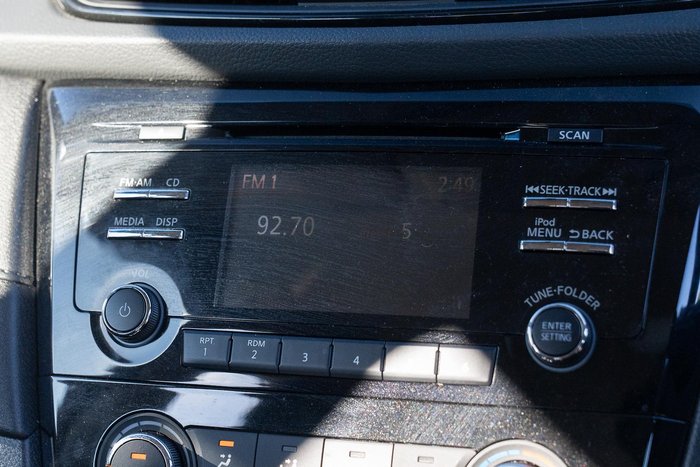 SCAN
FM·AM CD
MEDIA DISP
FM 1 2:49
92.70 5
SEEK·TRACK
iPod
MENU BACK
VOL
TUNE·FOLDER
ENTER
SETTING
RPT
1
RDM
2
3
4